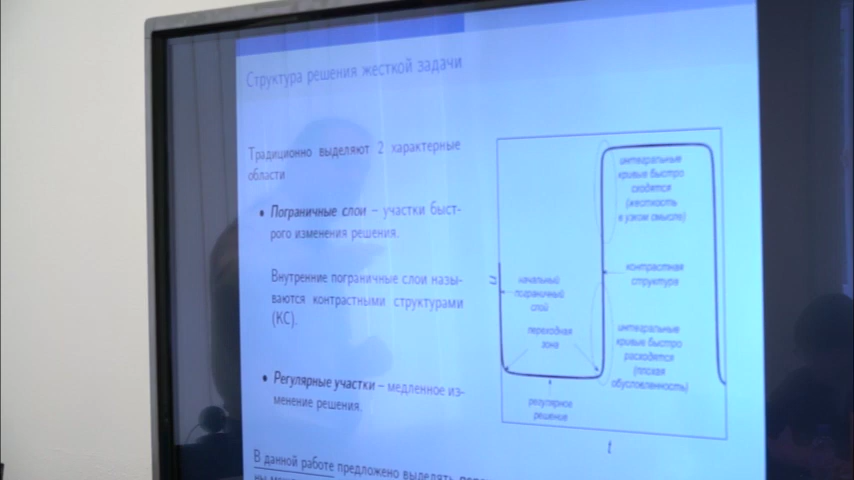 Структура решения жесткой задачи
Традиционно выделяют 2 характерные
области
• Пограничные слои – участки быст-
рого изменения решения.
Внутренние пограничные слои назы-
ваются контрастными структурами
(КС).
• Регулярные участки – медленное из-
менение решения.
В данной работе предложено выделять
интегральные
кривые быстро
сходятся
(жесткость
в узком смысле)
контрастная
структура
u
начальный
пограничный
слой
переходная
зона
интегральные
кривые быстро
расходятся
(плохая
обусловленность)
регулярное
решение
t